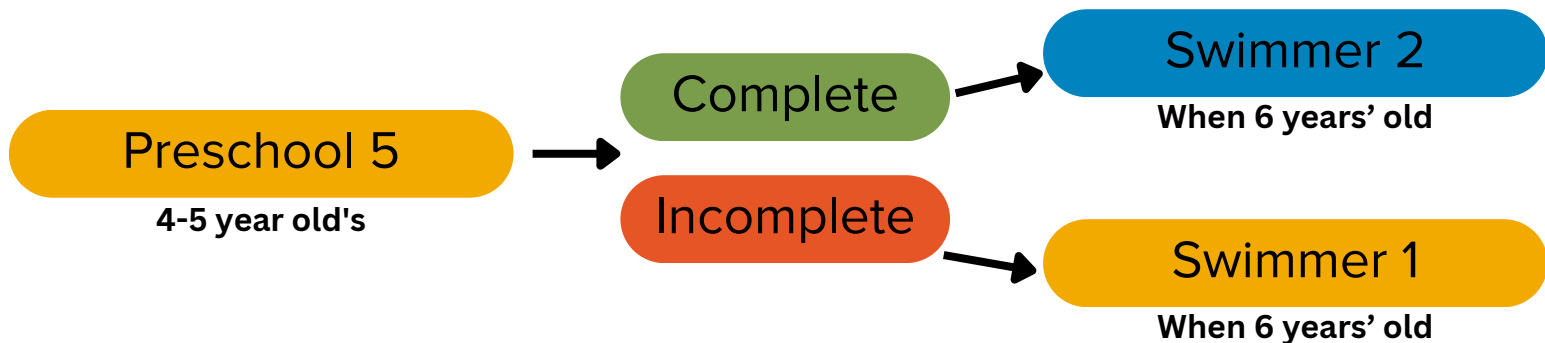 Preschool 5
4-5 year old's
Complete
Incomplete
Swimmer 2
When 6 years’ old
Swimmer 1
When 6 years’ old